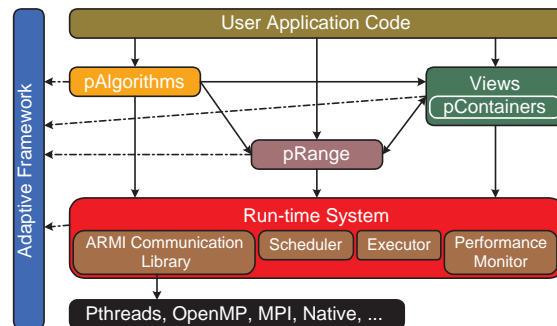 User Application Code
Adaptive Framework
pAlgorithms
Views
pContainers
pRange
Run-time System
ARMI Communication
Library
Scheduler
Executor
Performance
Monitor
Pthreads, OpenMP, MPI, Native, ...